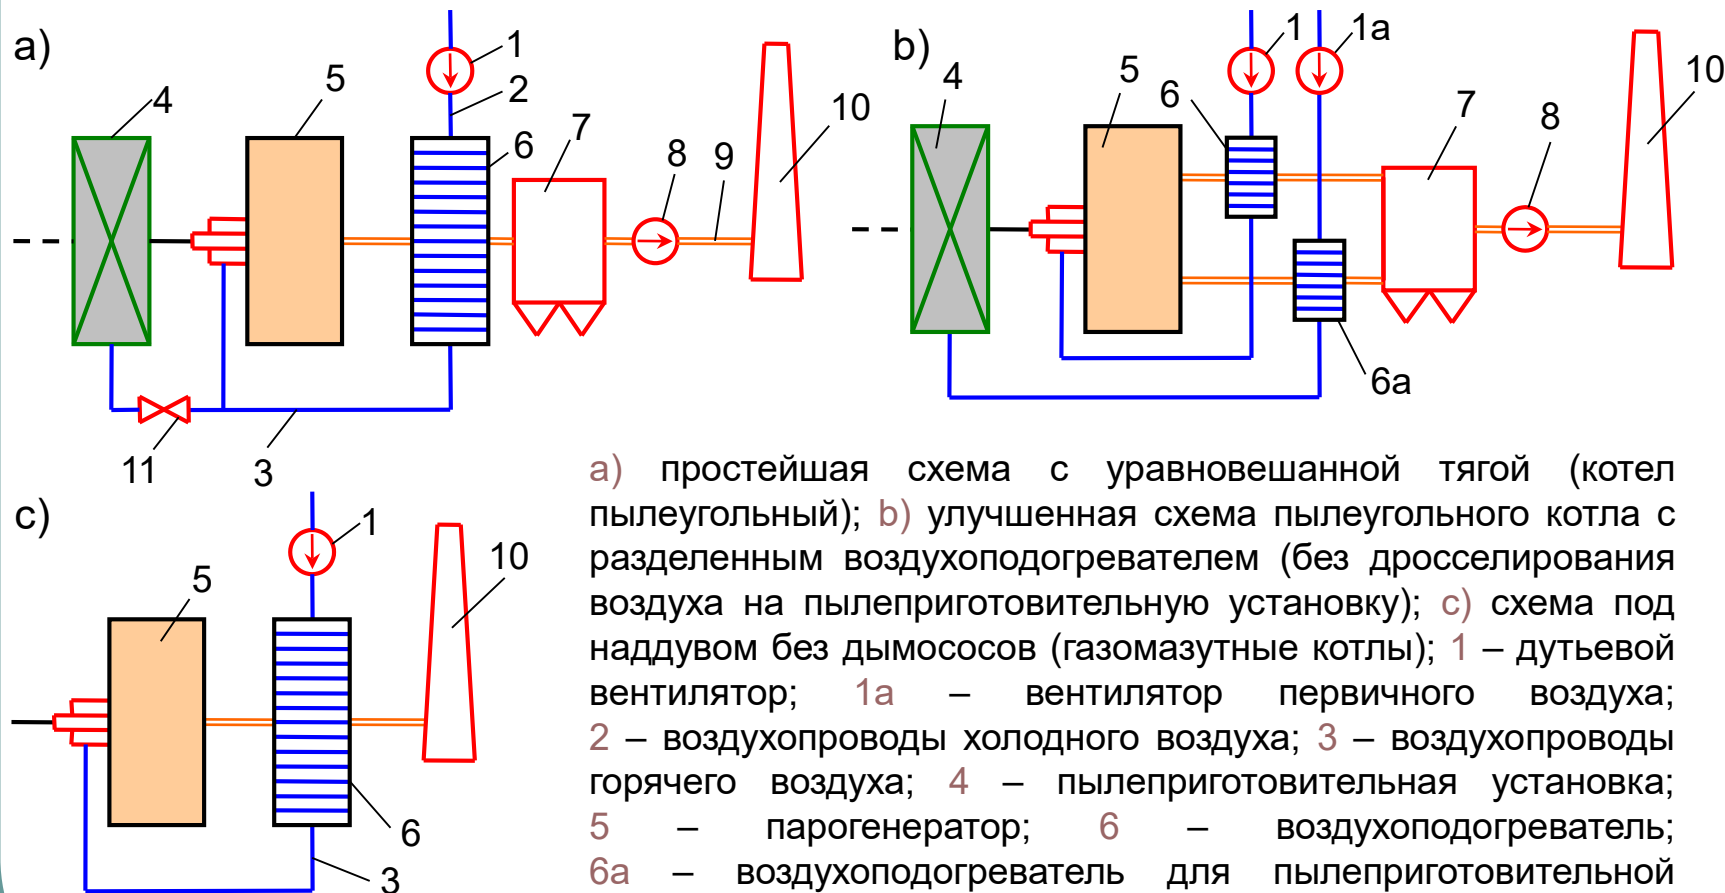 a)
1
2
4
5
6
7
8
9
10
11
3
b)
1
1a
4
5
6
7
8
10
6a
c)
1
5
10
6
3
a) простейшая схема с уравновешанной тягой (котел
пылеугольный); b) улучшенная схема пылеугольного котла с
разделенным воздухоподогревателем (без дросселирования
воздуха на пылеприготовительную установку); c) схема под
наддувом без дымососов (газомазутные котлы); 1 – дутьевой
вентилятор; 1a – вентилятор первичного воздуха;
2 – воздухопроводы холодного воздуха; 3 – воздухопроводы
горячего воздуха; 4 – пылеприготовительная установка;
5 – парогенератор; 6 – воздухоподогреватель;
6a – воздухоподогреватель для пылеприготовительной